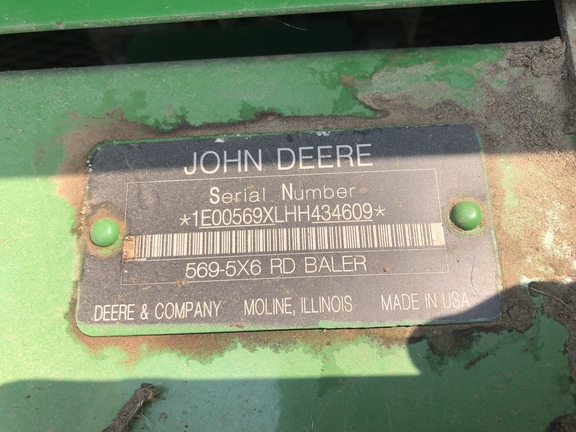 JOHN DEERE
Serial Number
*1E00569XLHH434609*
569-5X6 RD BALER
DEERE & COMPANY MOLINE, ILLINOIS MADE IN USA